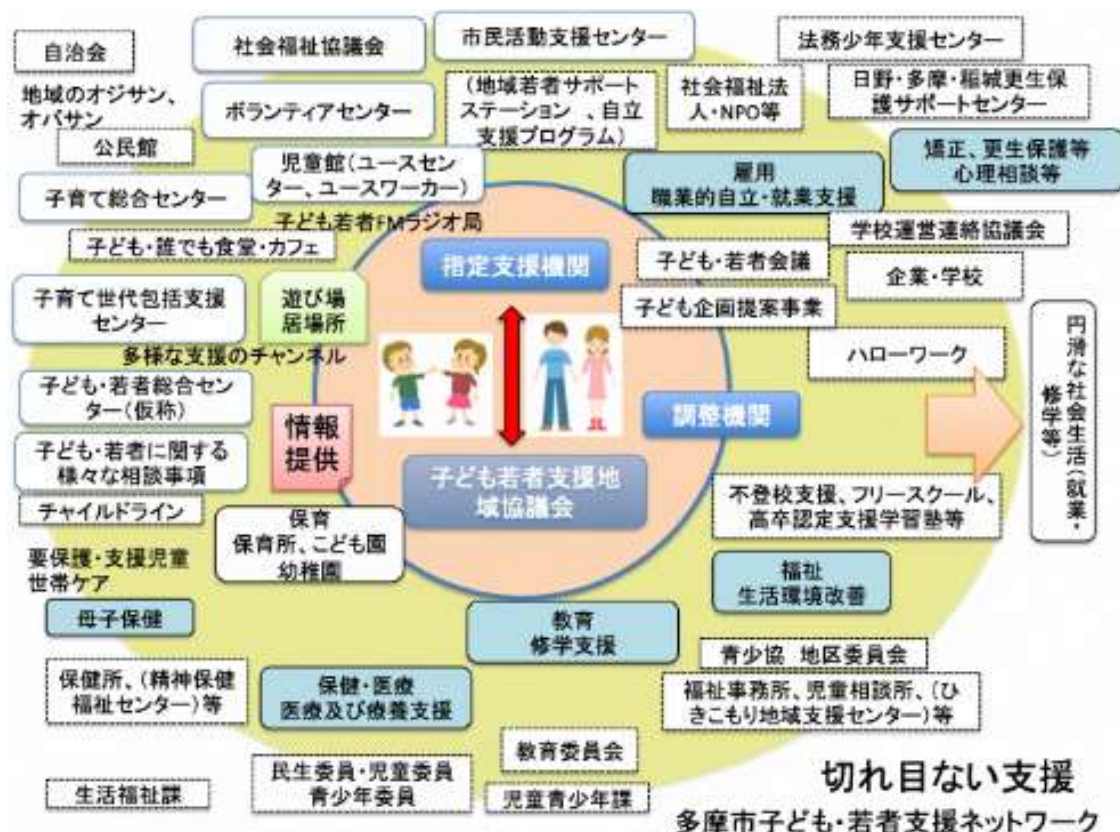 自治会
社会福祉協議会
市民活動支援センター
法務少年支援センター
地域のオジサン、
オバサン
ボランティアセンター
(地域若者サポート
ステーション 、自立
支援プログラム)
社会福祉法
人・NPO等
日野・多摩・稲城更生保
護サポートセンター
公民館
児童館(ユースセン
ター、ユースワーカー)
雇用
職業的自立・就業支援
矯正、更生保護等
心理相談等
子育て総合センター
子ども若者FMラジオ局
学校運営連絡協議会
子ども・誰でも食堂・カフェ
指定支援機関
子ども・若者会議
企業・学校
子育て世代包括支援
センター
遊び場
居場所
子ども企画提案事業
多様な支援のチャンネル
ハローワーク
円滑な社会生活(就業・
修学等)
子ども・若者総合セン
ター(仮称)
情報
提供
調整機関
子ども・若者に関する
様々な相談事項
子ども若者支援地
域協議会
不登校支援、フリースクール、
高卒認定支援学習塾等
チャイルドライン
保育
保育所、こども園
幼稚園
要保護・支援児童
世帯ケア
福祉
生活環境改善
母子保健
教育
修学支援
青少協 地区委員会
保健所、(精神保健
福祉センター)等
保健・医療
医療及び療養支援
福祉事務所、児童相談所、(ひ
きこもり地域支援センター)等
教育委員会
民生委員・児童委員
青少年委員
生活福祉課
児童青少年課
切れ目ない支援
多摩市子ども・若者支援ネットワーク